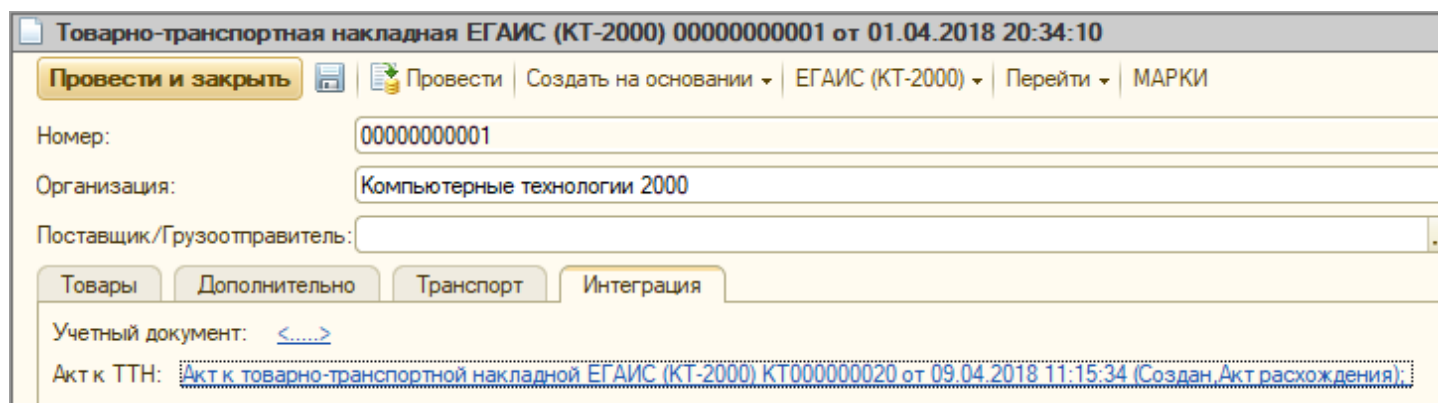 Товарно-транспортная накладная ЕГАИС (КТ-2000) 00000000001 от 01.04.2018 20:34:10
Провести и закрыть Провести Создать на основании ЕГАИС (КТ-2000) Перейти МАРКИ
Номер: 00000000001
Организация: Компьютерные технологии 2000
Поставщик/Грузоотправитель:
Товары Дополнительно Транспорт Интеграция
Учетный документ: <.....>
Акт к ТТН: Акт к товарно-транспортной накладной ЕГАИС (КТ-2000) КТ000000020 от 09.04.2018 11:15:34 (Создан,Акт расхождения);